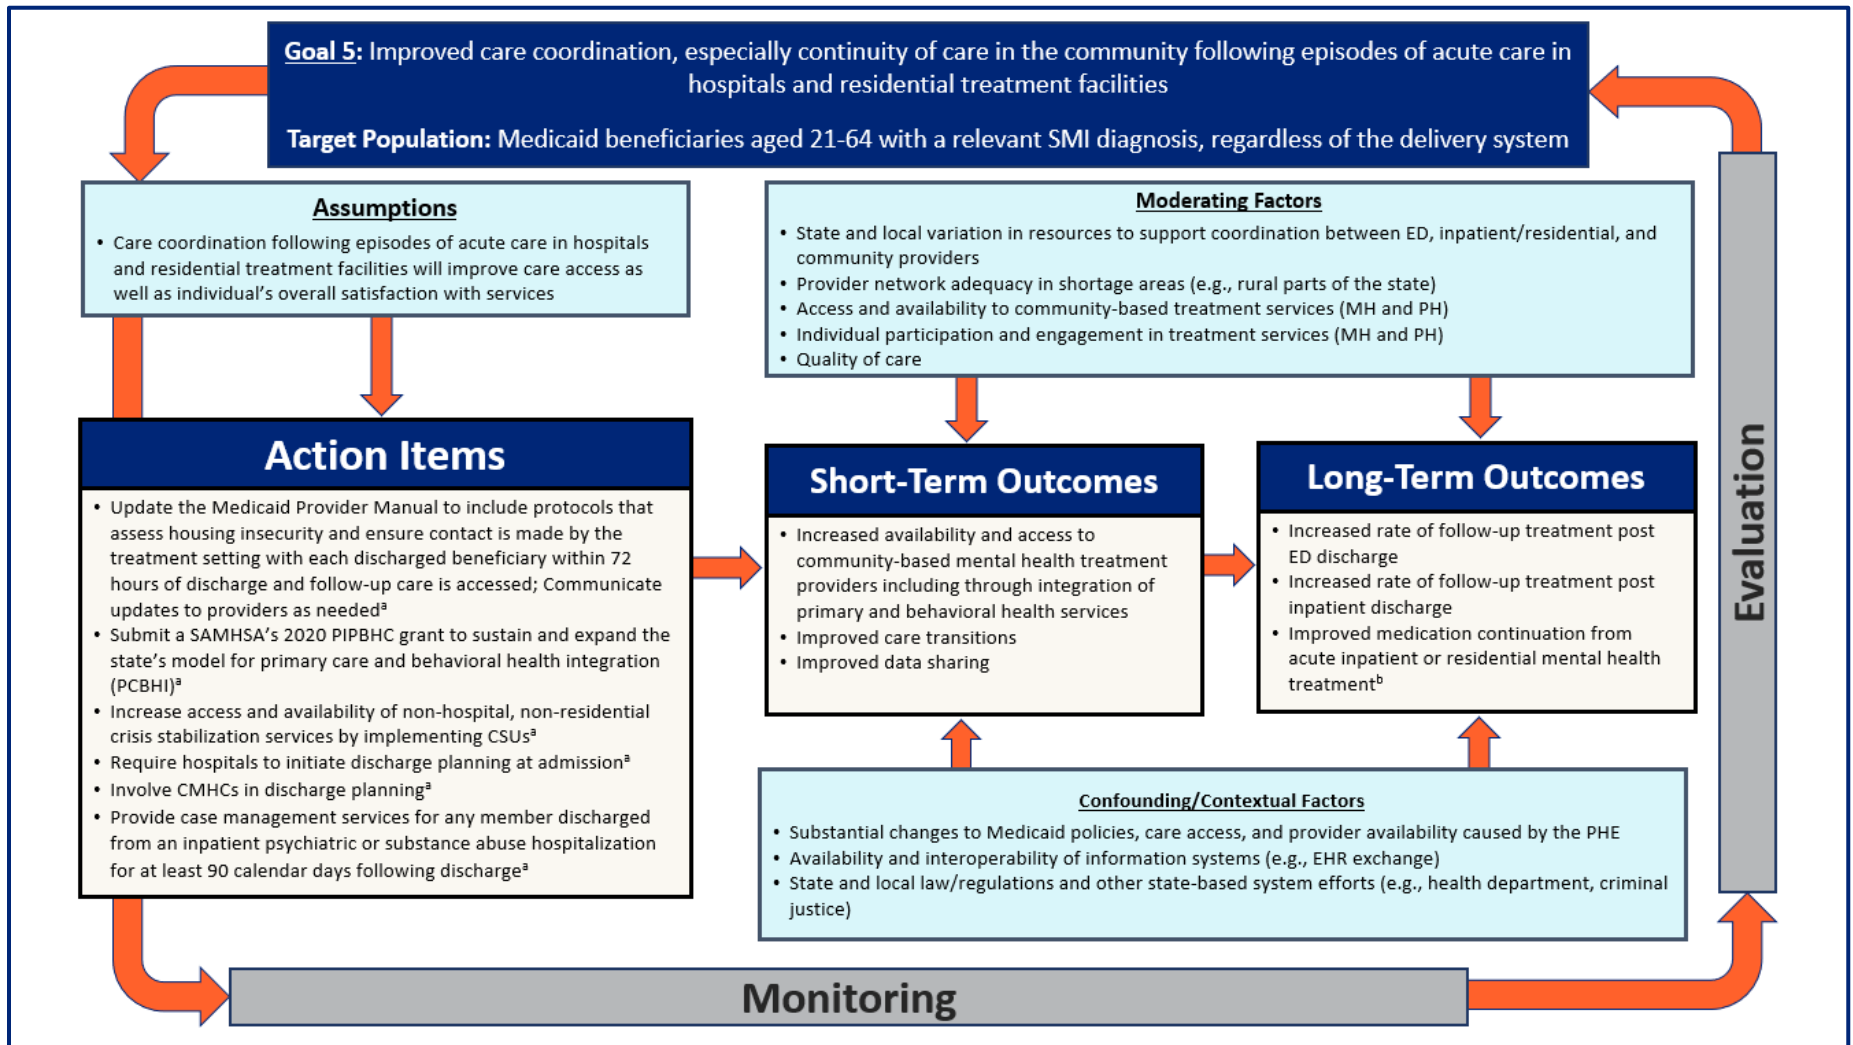 Goal 5: Improved care coordination, especially continuity of care in the community following episodes of acute care in
hospitals and residential treatment facilities
Target Population: Medicaid beneficiaries aged 21-64 with a relevant SMI diagnosis, regardless of the delivery system
Assumptions
• Care coordination following episodes of acute care in hospitals
and residential treatment facilities will improve care access as
well as individual's overall satisfaction with services
Moderating Factors
• State and local variation in resources to support coordination between ED, inpatient/residential, and
community providers
• Provider network adequacy in shortage areas (e.g., rural parts of the state)
• Access and availability to community-based treatment services (MH and PH)
• Individual participation and engagement in treatment services (MH and PH)
• Quality of care
Action Items
• Update the Medicaid Provider Manual to include protocols that
assess housing insecurity and ensure contact is made by the
treatment setting with each discharged beneficiary within 72
hours of discharge and follow-up care is accessed; Communicate
updates to providers as neededᵃ
• Submit a SAMHSA's 2020 PIPBHC grant to sustain and expand the
state's model for primary care and behavioral health integration
(PCBHI)ᵃ
• Increase access and availability of non-hospital, non-residential
crisis stabilization services by implementing CSUsᵃ
• Require hospitals to initiate discharge planning at admissionᵃ
• Involve CMHCs in discharge planningᵃ
• Provide case management services for any member discharged
from an inpatient psychiatric or substance abuse hospitalization
for at least 90 calendar days following dischargeᵃ
Short-Term Outcomes
• Increased availability and access to
community-based mental health treatment
providers including through integration of
primary and behavioral health services
• Improved care transitions
• Improved data sharing
Long-Term Outcomes
• Increased rate of follow-up treatment post
ED discharge
• Increased rate of follow-up treatment post
inpatient discharge
• Improved medication continuation from
acute inpatient or residential mental health
treatmentᵇ
Confounding/Contextual Factors
• Substantial changes to Medicaid policies, care access, and provider availability caused by the PHE
• Availability and interoperability of information systems (e.g., EHR exchange)
• State and local law/regulations and other state-based system efforts (e.g., health department, criminal
justice)
Monitoring
Evaluation